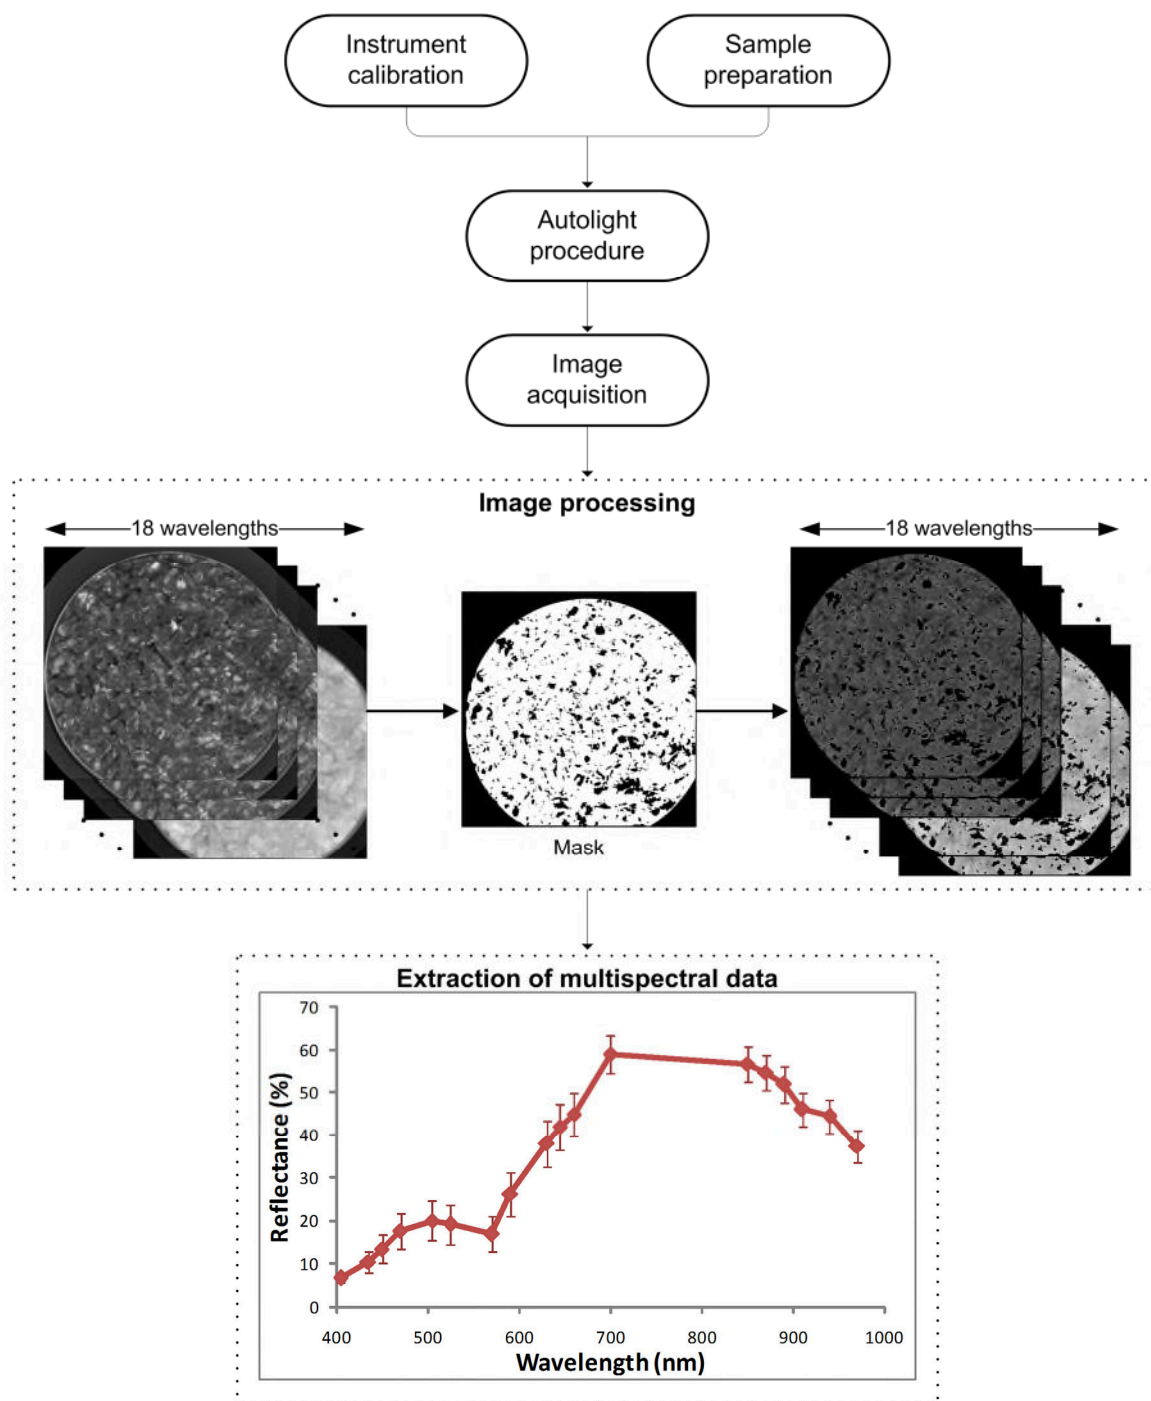 Instrument
calibration
Sample
preparation
Autolight
procedure
Image
acquisition
Image processing
18 wavelengths
18 wavelengths
Mask
Extraction of multispectral data
70
60
50
40
30
20
10
0
Reflectance (%)
400 500 600 700 800 900 1000
Wavelength (nm)